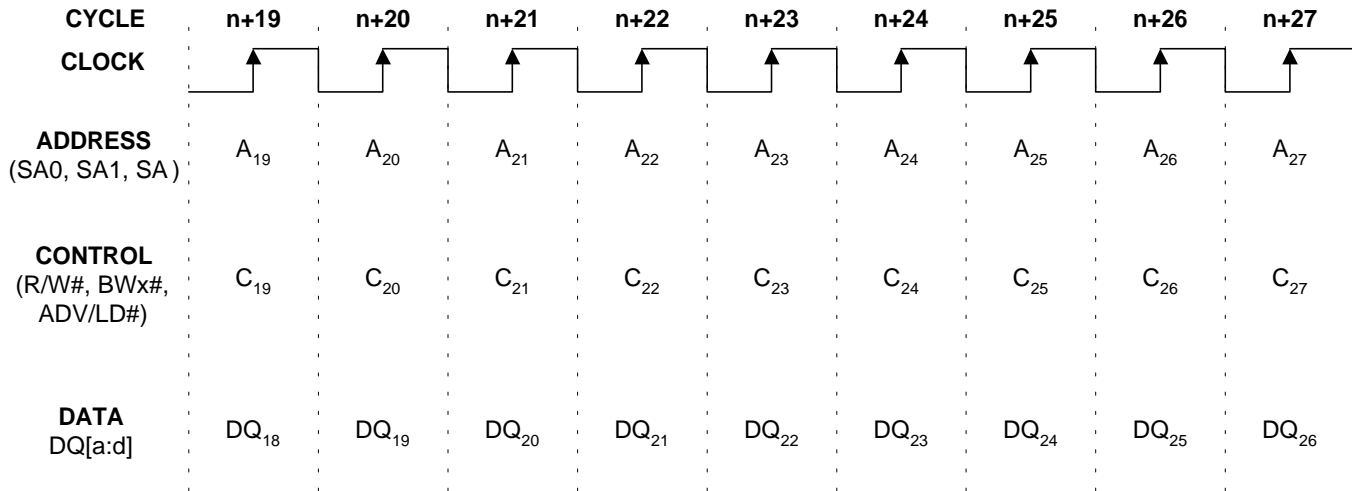 CYCLE n+19 n+20 n+21 n+22 n+23 n+24 n+25 n+26 n+27
CLOCK
ADDRESS
(SA0, SA1, SA ) A19 A20 A21 A22 A23 A24 A25 A26 A27
CONTROL
(R/W#, BWx#, C19 C20 C21 C22 C23 C24 C25 C26 C27
ADV/LD#)
DATA
DQ[a:d] DQ18 DQ19 DQ20 DQ21 DQ22 DQ23 DQ24 DQ25 DQ26